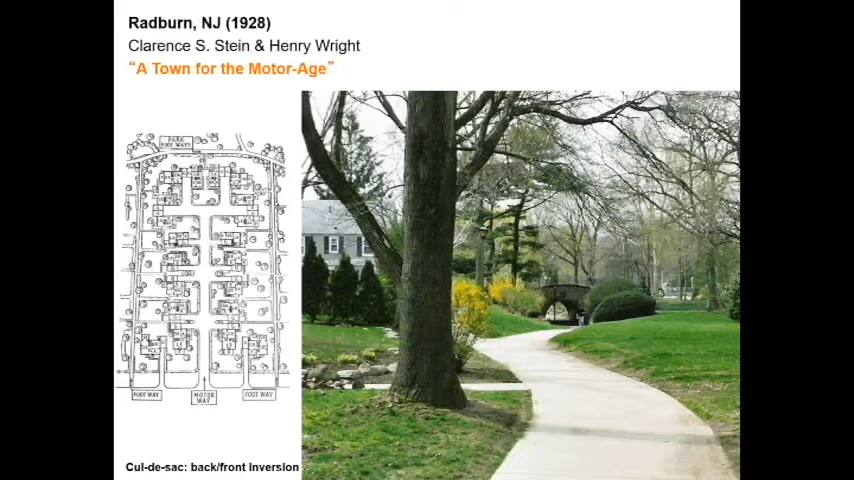 Radburn, NJ (1928)
Clarence S. Stein & Henry Wright
“A Town for the Motor-Age”
PARK
FOOT WAYS
FOOT WAY
MOTOR
WAY
FOOT WAY
Cul-de-sac: back/front inversion